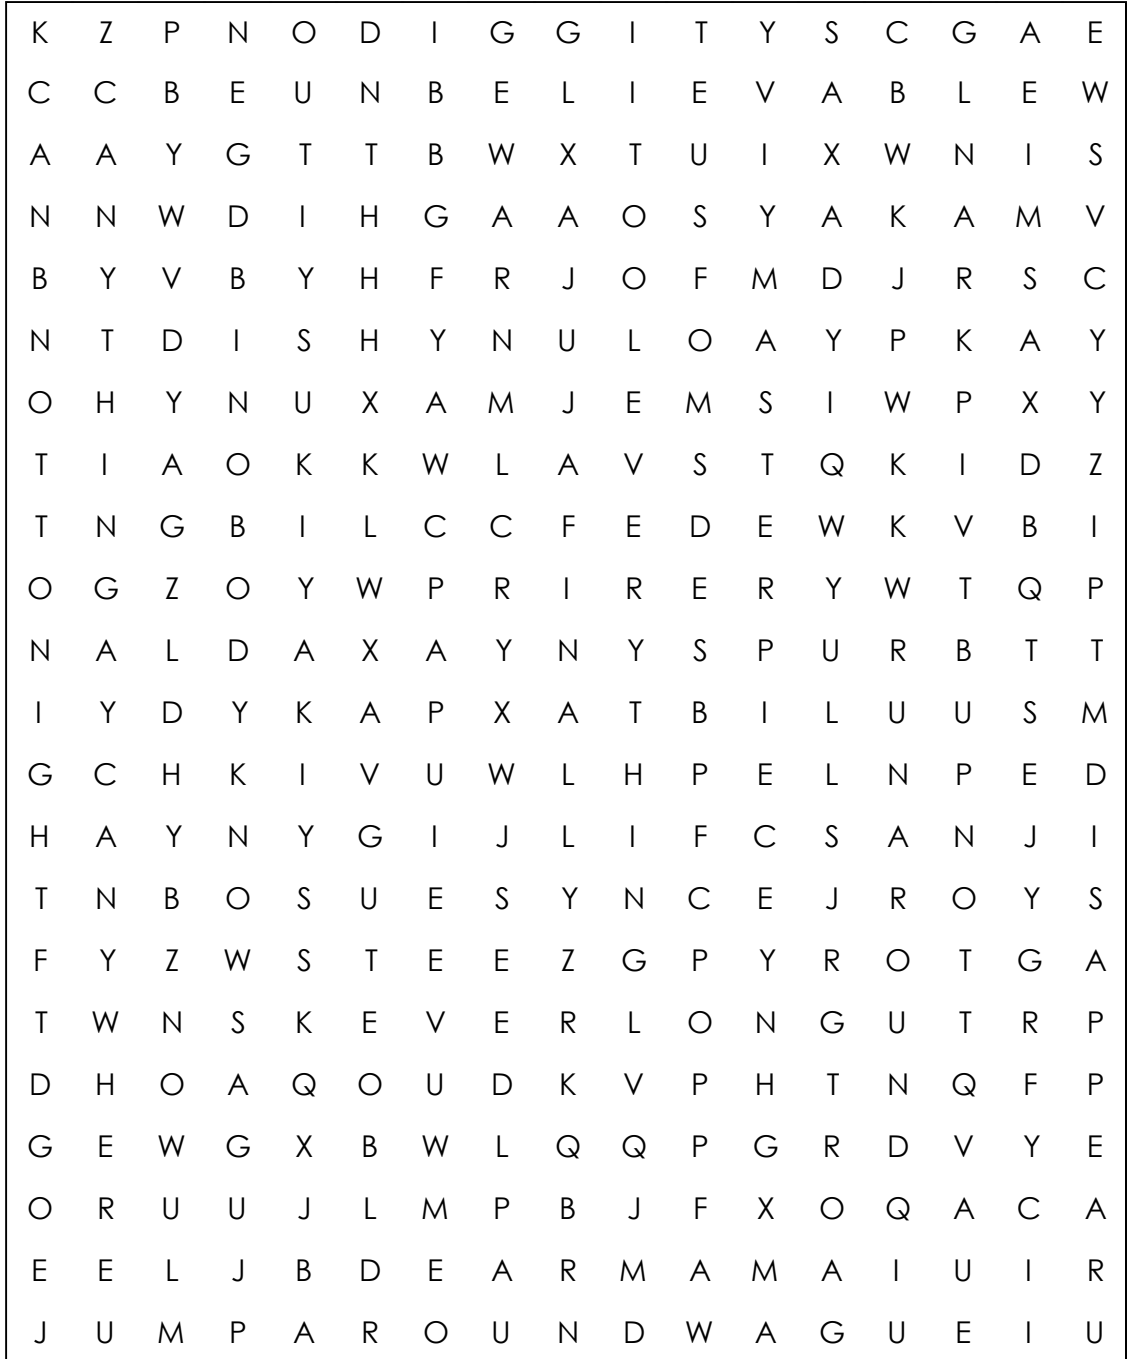 K Z P N O D I G G I T Y S C G A E
C C B E U N B E L I E V A B L E W
A A Y G T T B W X T U I X W N I S
N N W D I H G A A O S Y A K A M V
B Y V B Y H F R J O F M D J R S C
N T D I S H Y N U L O A Y P K A Y
O H Y N U X A M J E M S I W P X Y
T I A O K K W L A V S T Q K I D Z
T N G B I L C C F E D E W K V B I
O G Z O Y W P R I R E R Y W T Q P
N A L D A X A Y N Y S P U R B T T
I Y D Y K A P X A T B I L U U S M
G C H K I V U W L H P E L N P E D
H A Y N Y G I J L I F C S A N J I
T N B O S U E S Y N C E J R O Y S
F Y Z W S T E E Z G P Y R O T G A
T W N S K E V E R L O N G U T R P
D H O A Q O U D K V P H T N Q F P
G E W G X B W L Q Q P G R D V Y E
O R U U J L M P B J F X O Q A C A
E E L J B D E A R M A M A I U I R
J U M P A R O U N D W A G U E I U